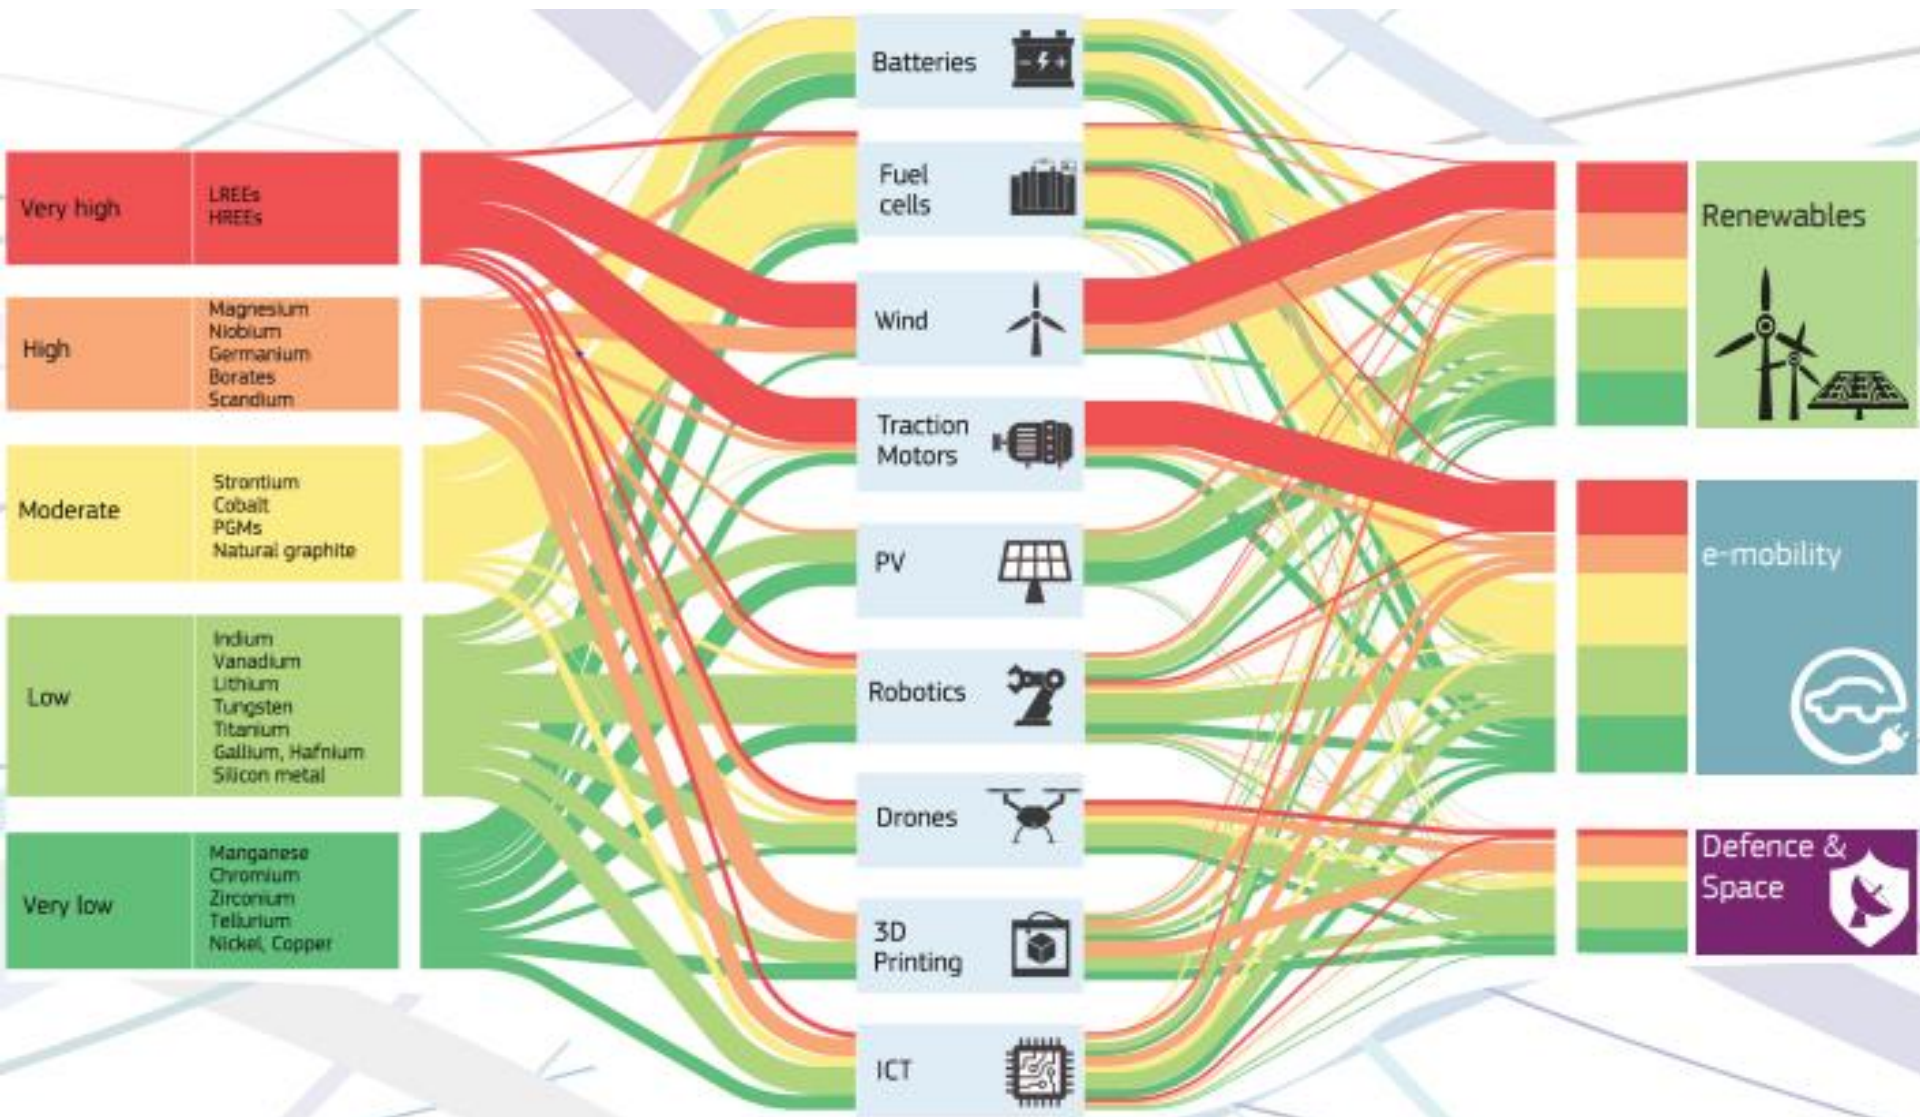 Very high
LREEs
HREEs
High
Magnesium
Niobium
Germanium
Borates
Scandium
Moderate
Strontium
Cobalt
PGMs
Natural graphite
Low
Indium
Vanadium
Lithium
Tungsten
Titanium
Gallium, Hafnium
Silicon metal
Very low
Manganese
Chromium
Zirconium
Tellurium
Nickel, Copper
Batteries
Fuel
cells
Wind
Traction
Motors
PV
Robotics
Drones
3D
Printing
ICT
Renewables
e-mobility
Defence &
Space